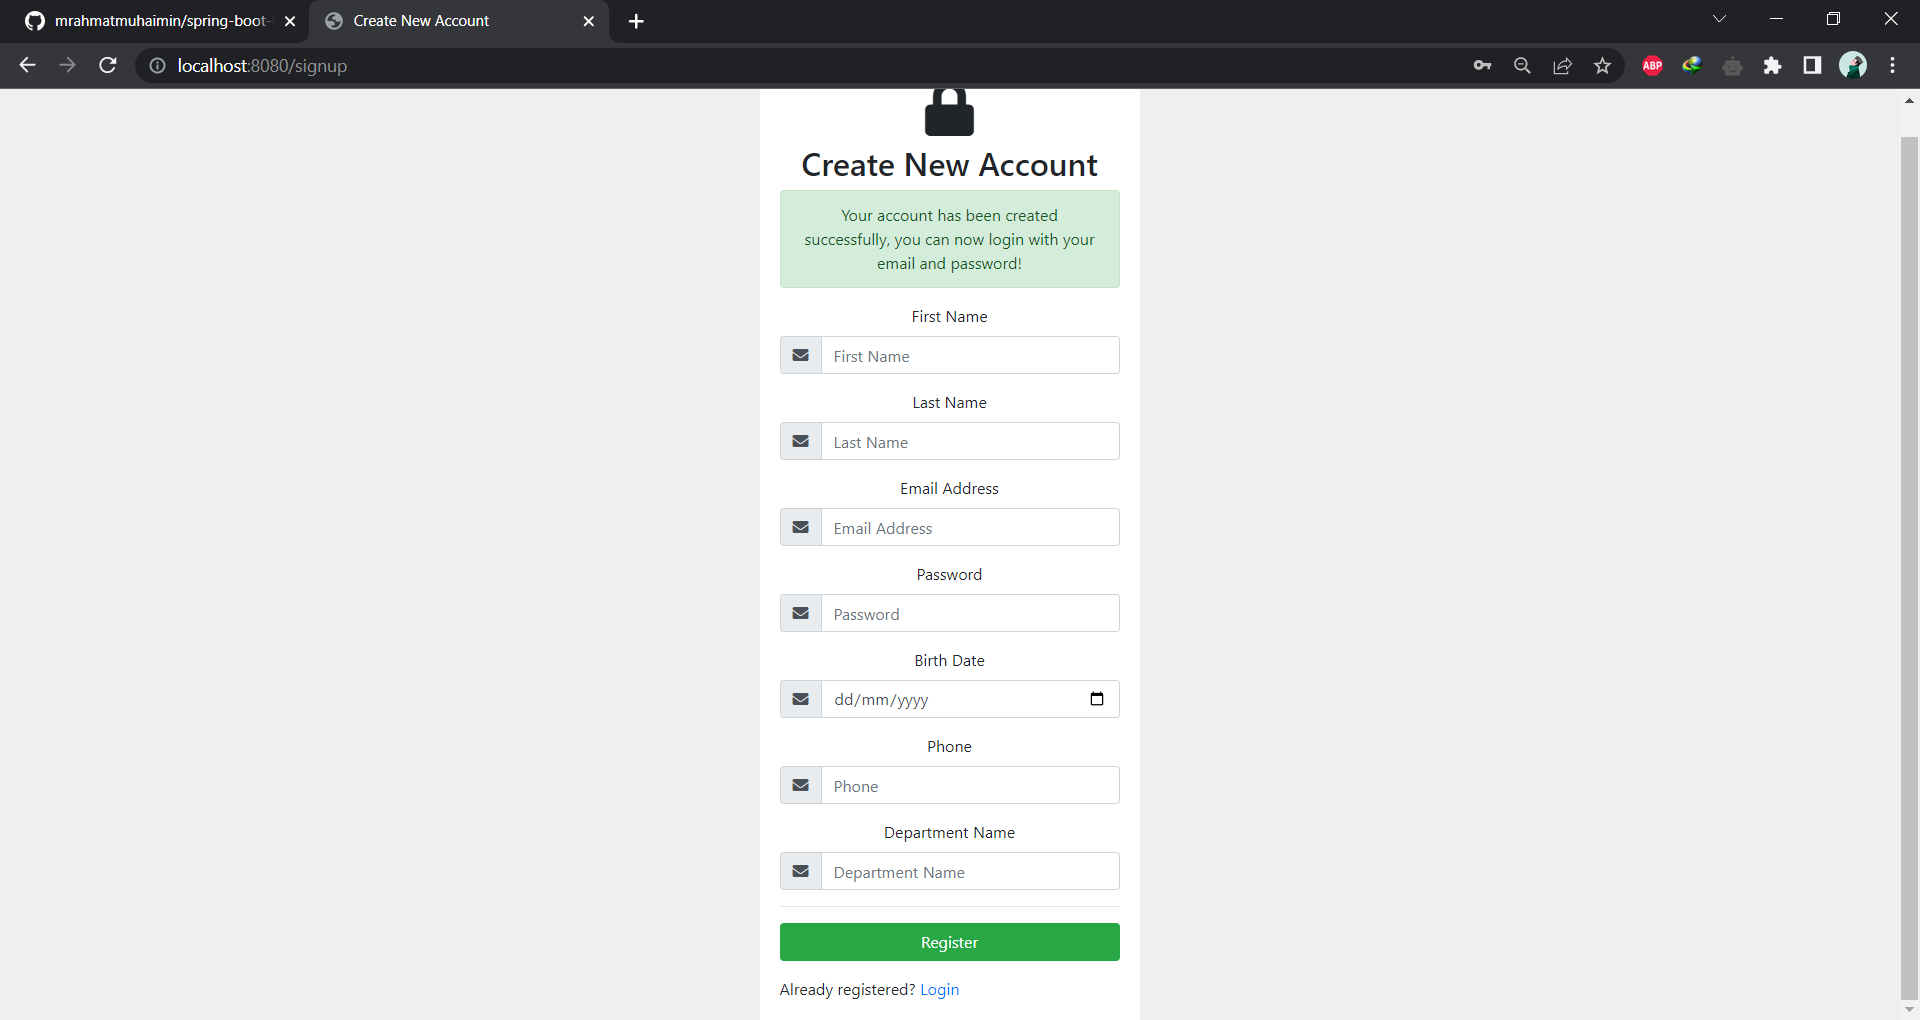 mrahmatmuhaimin/spring-boot-
Create New Account
localhost:8080/signup
ABP
Create New Account
Your account has been created
successfully, you can now login with your
email and password!
First Name
First Name
Last Name
Last Name
Email Address
Email Address
Password
Password
Birth Date
dd/mm/yyyy
Phone
Phone
Department Name
Department Name
Register
Already registered? Login